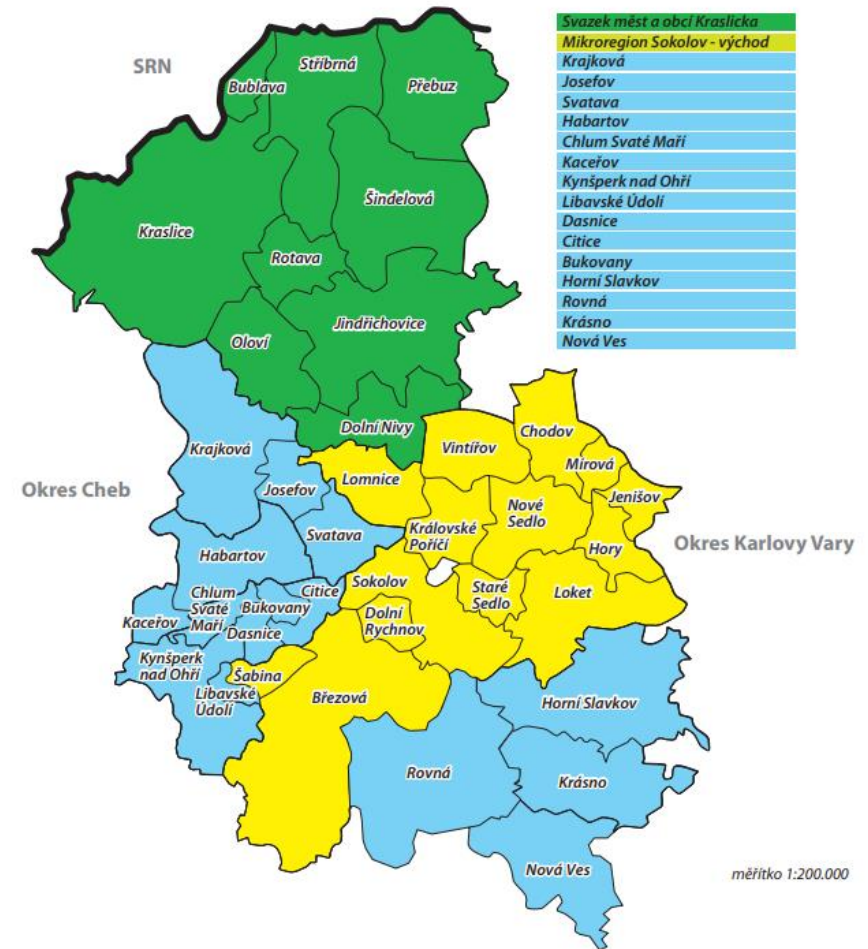 Svazek měst a obcí Kraslicka
Mikroregion Sokolov - východ
Krajková
Josefov
Svatava
Habartov
Chlum Svaté Maří
Kaceřov
Kynšperk nad Ohří
Libavské Údolí
Dasnice
Citice
Bukovany
Horní Slavkov
Rovná
Krásno
Nová Ves
SRN
Stříbrná
Bublava
Přebuz
Šindelová
Kraslice
Rotava
Jindřichovice
Oloví
Dolní Nivy
Krajková
Vintířov
Chodov
Mírová
Lomnice
Josefov
Jenišov
Okres Cheb
Nové
Sedlo
Královské
Poříčí
Svatava
Okres Karlovy Vary
Hory
Habartov
Sokolov
Citice
Staré
Sedlo
Loket
Chlum
Svaté
Maří
Bukovany
Kaceřov
Dolní
Rychnov
Dasnice
Kynšperk
nad Ohří
Šabina
Libavské
Údolí
Březová
Horní Slavkov
Rovná
Krásno
Nová Ves
měřítko 1:200.000